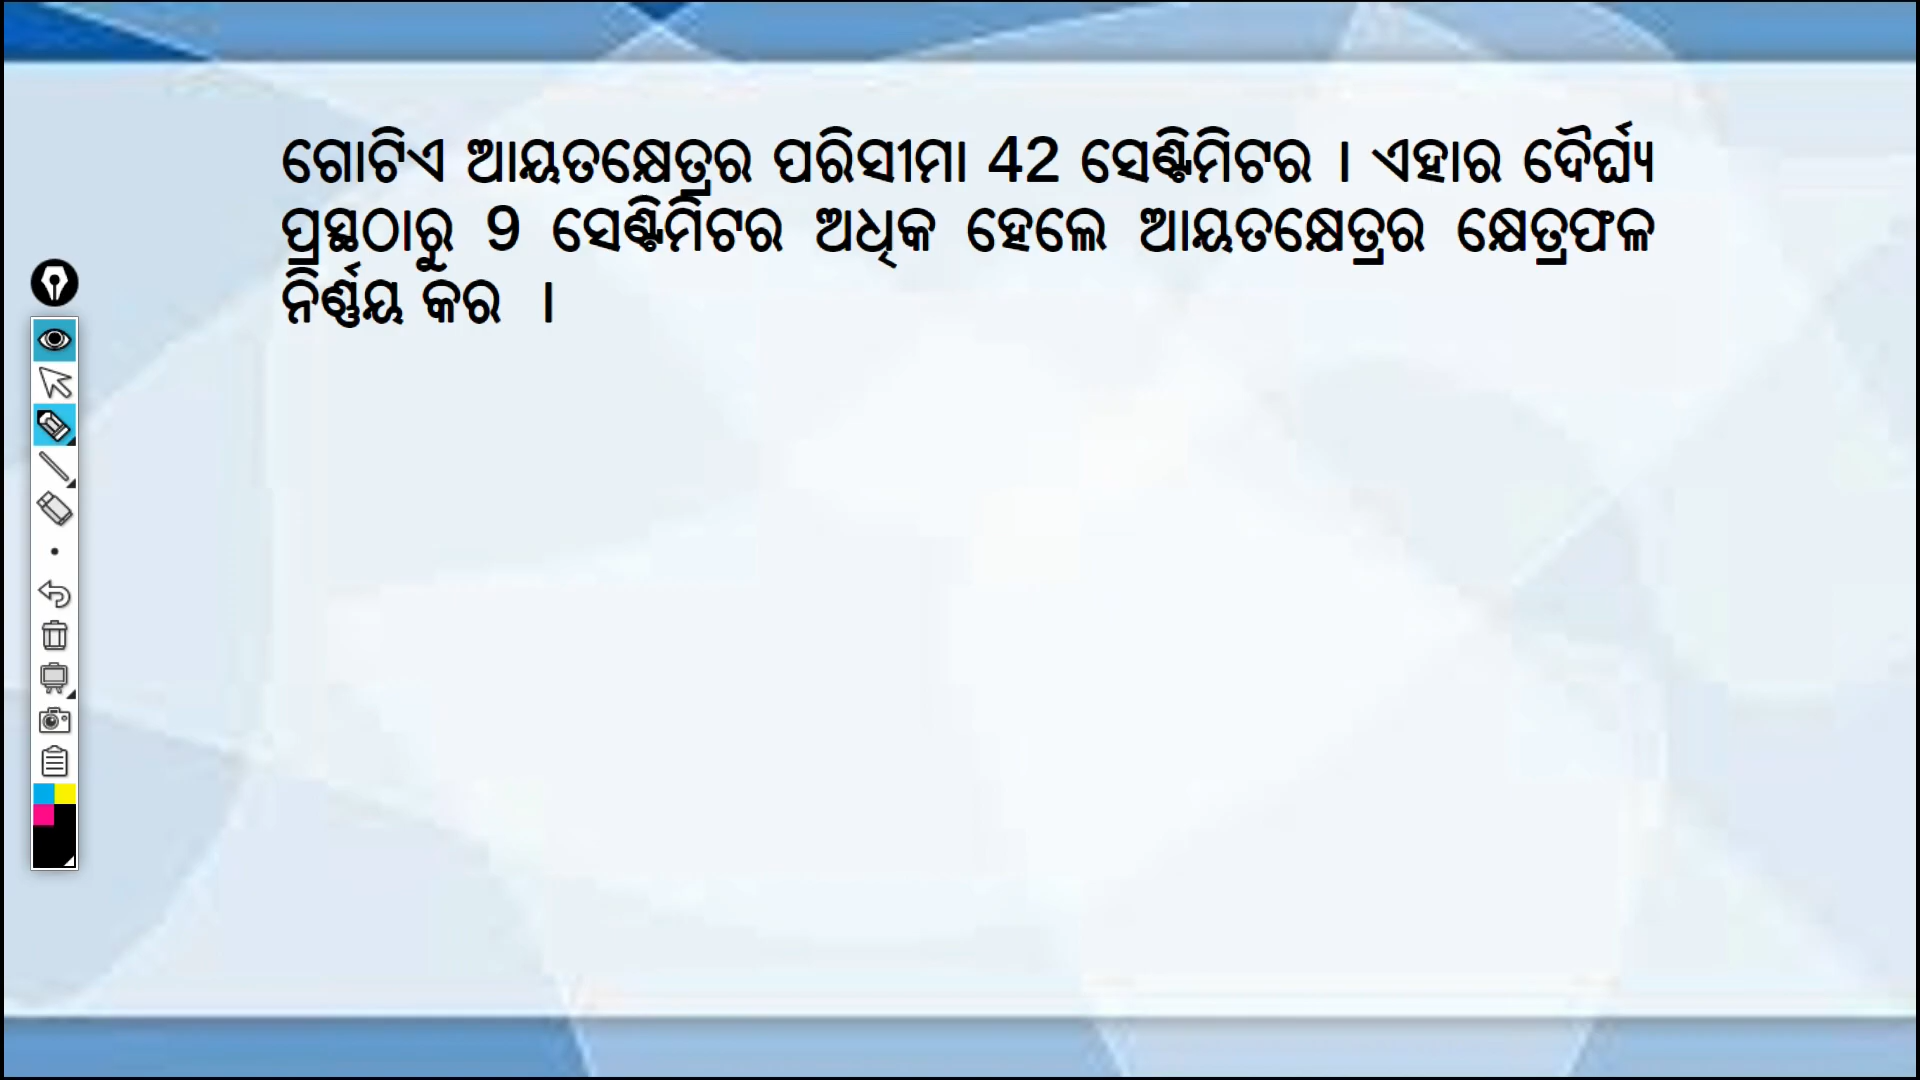 ଗୋଟିଏ ଆୟତକ୍ଷେତ୍ରର ପରିସୀମା 42 ସେଣ୍ଟିମିଟର । ଏହାର ଦୈର୍ଘ୍ୟ
ପ୍ରସ୍ଥଠାରୁ 9 ସେଣ୍ଟିମିଟର ଅଧିକ ହେଲେ ଆୟତକ୍ଷେତ୍ରର କ୍ଷେତ୍ରଫଳ
ନିର୍ଣ୍ଣୟ କର ।